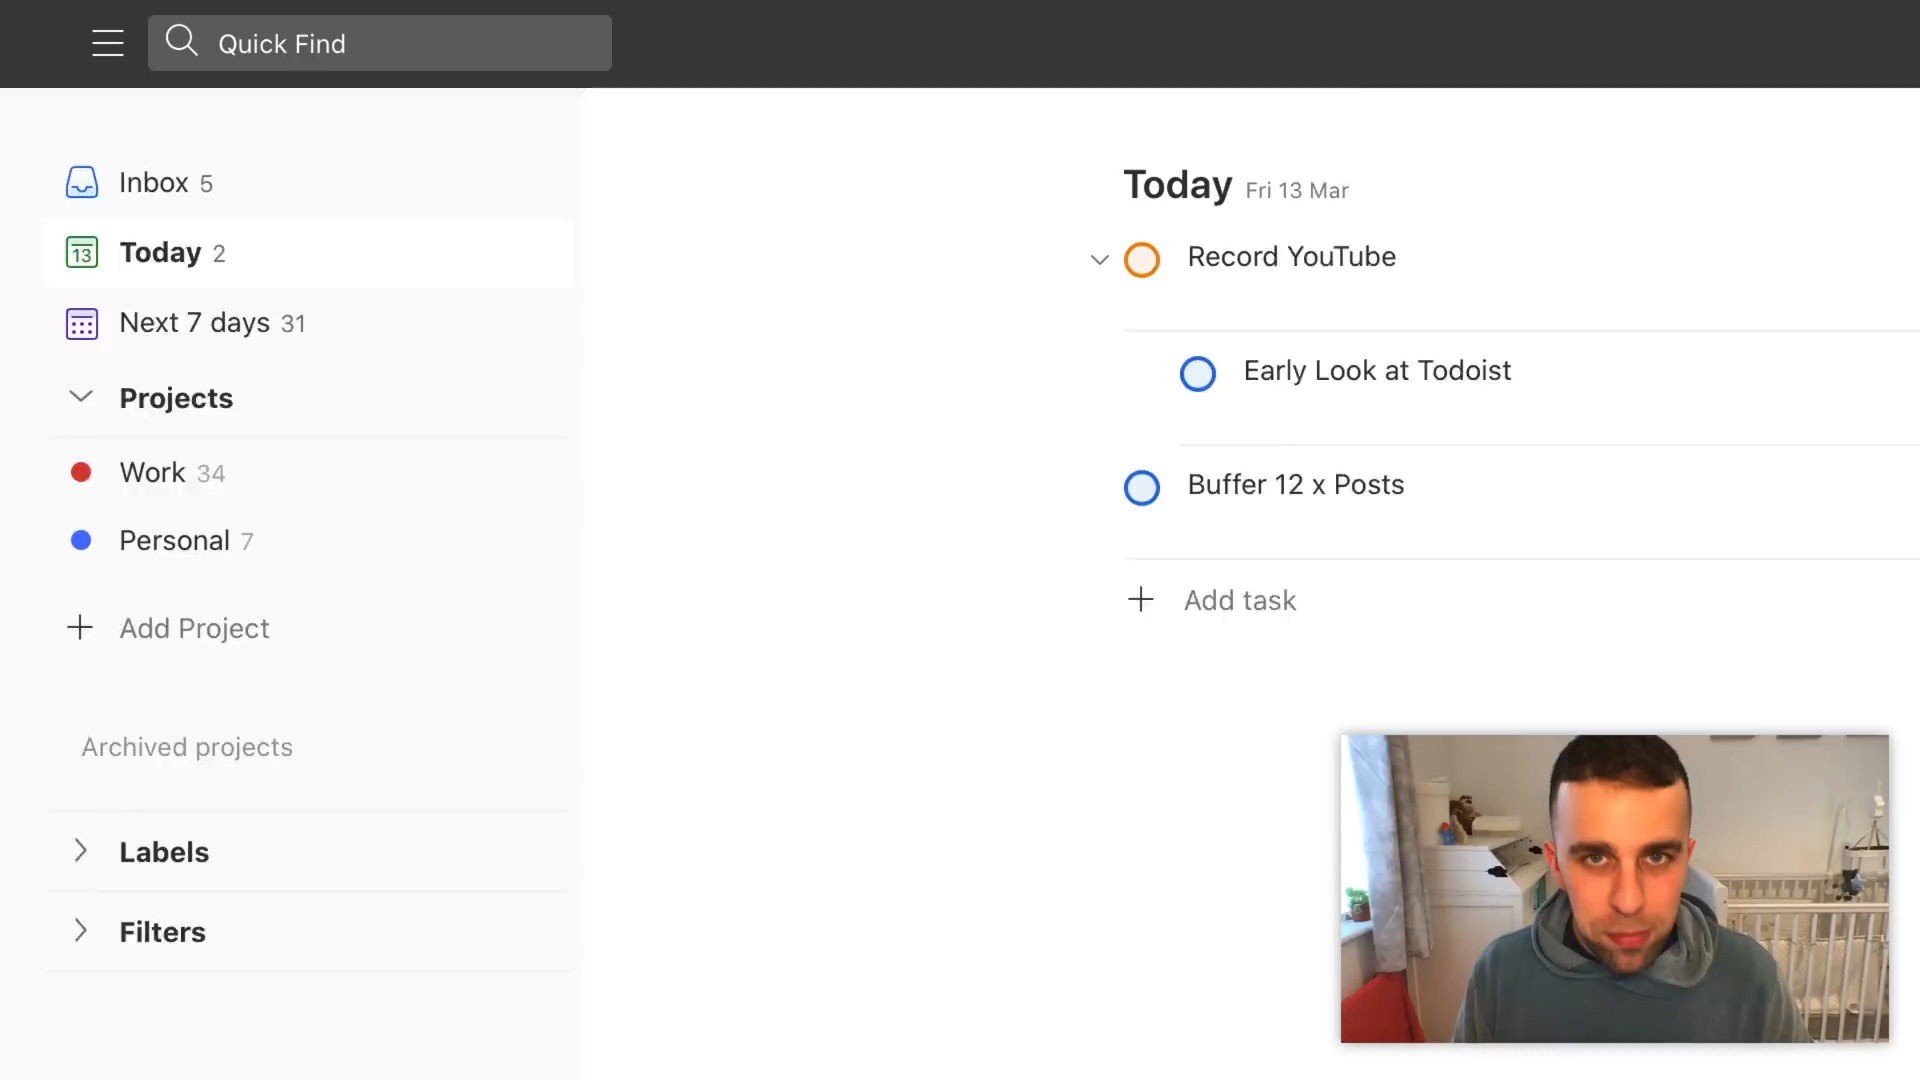 Quick Find
Inbox 5
13
Today 2
Next 7 days 31
Projects
Work 34
Personal 7
Add Project
Archived projects
Labels
Filters
Today Fri 13 Mar
Record YouTube
Early Look at Todoist
Buffer 12 x Posts
Add task